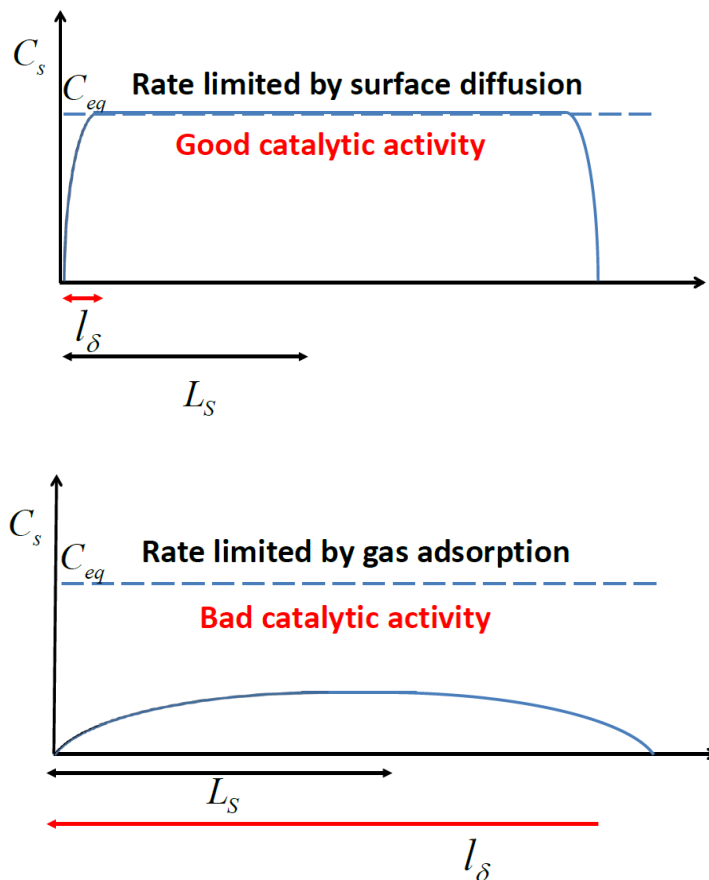 C_s
C_eq
Rate limited by surface diffusion
Good catalytic activity
l_δ
L_S
C_s
C_eq
Rate limited by gas adsorption
Bad catalytic activity
L_S
l_δ